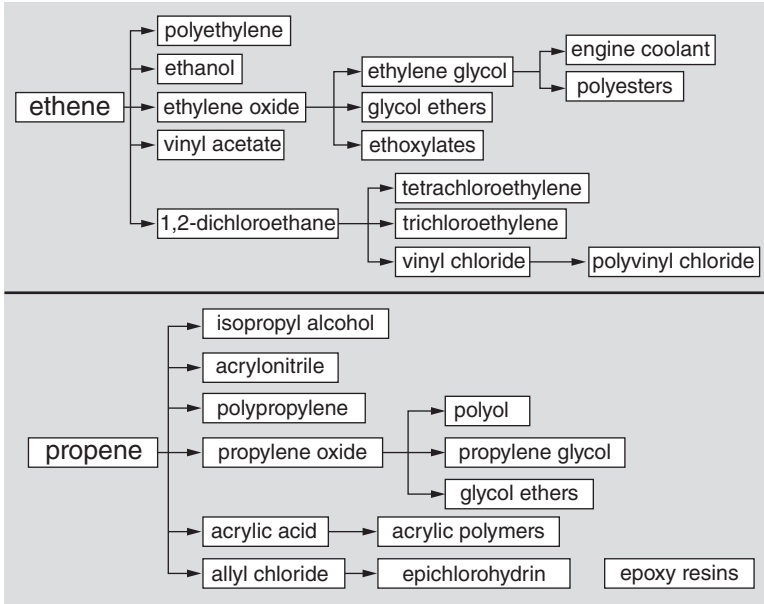 polyethylene
ethanol
ethene
ethylene oxide
vinyl acetate
1,2-dichloroethane
ethylene glycol
glycol ethers
ethoxylates
engine coolant
polyesters
tetrachloroethylene
trichloroethylene
vinyl chloride
polyvinyl chloride
isopropyl alcohol
acrylonitrile
polypropylene
propene
propylene oxide
polyol
propylene glycol
glycol ethers
acrylic acid
acrylic polymers
allyl chloride
epichlorohydrin
epoxy resins